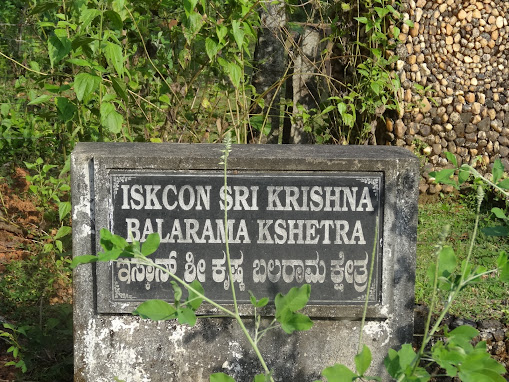 ISKCON SRI KRISHNA
BALARAMA KSHETRA
ಇಸ್ಕಾನ್ ಶ್ರೀ ಕೃಷ್ಣ ಬಲರಾಮ ಕ್ಷೇತ್ರ